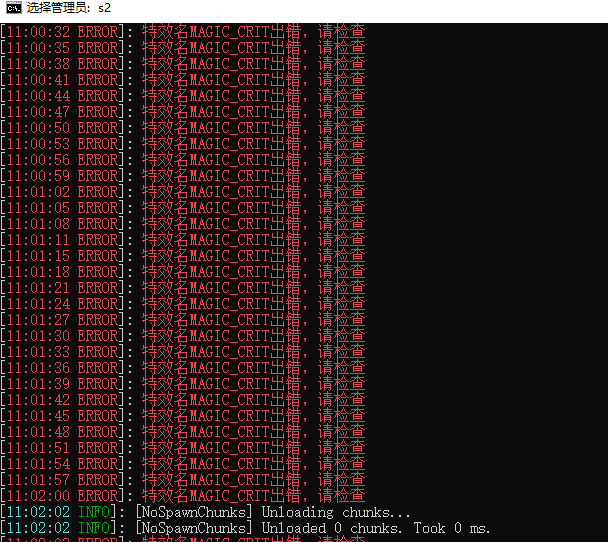 选择管理员: s2
[11:00:32 ERROR]: 特效名MAGIC_CRIT出错，请检查
[11:00:35 ERROR]: 特效名MAGIC_CRIT出错，请检查
[11:00:38 ERROR]: 特效名MAGIC_CRIT出错，请检查
[11:00:41 ERROR]: 特效名MAGIC_CRIT出错，请检查
[11:00:44 ERROR]: 特效名MAGIC_CRIT出错，请检查
[11:00:47 ERROR]: 特效名MAGIC_CRIT出错，请检查
[11:00:50 ERROR]: 特效名MAGIC_CRIT出错，请检查
[11:00:53 ERROR]: 特效名MAGIC_CRIT出错，请检查
[11:00:56 ERROR]: 特效名MAGIC_CRIT出错，请检查
[11:00:59 ERROR]: 特效名MAGIC_CRIT出错，请检查
[11:01:02 ERROR]: 特效名MAGIC_CRIT出错，请检查
[11:01:05 ERROR]: 特效名MAGIC_CRIT出错，请检查
[11:01:08 ERROR]: 特效名MAGIC_CRIT出错，请检查
[11:01:11 ERROR]: 特效名MAGIC_CRIT出错，请检查
[11:01:15 ERROR]: 特效名MAGIC_CRIT出错，请检查
[11:01:18 ERROR]: 特效名MAGIC_CRIT出错，请检查
[11:01:21 ERROR]: 特效名MAGIC_CRIT出错，请检查
[11:01:24 ERROR]: 特效名MAGIC_CRIT出错，请检查
[11:01:27 ERROR]: 特效名MAGIC_CRIT出错，请检查
[11:01:30 ERROR]: 特效名MAGIC_CRIT出错，请检查
[11:01:33 ERROR]: 特效名MAGIC_CRIT出错，请检查
[11:01:36 ERROR]: 特效名MAGIC_CRIT出错，请检查
[11:01:39 ERROR]: 特效名MAGIC_CRIT出错，请检查
[11:01:42 ERROR]: 特效名MAGIC_CRIT出错，请检查
[11:01:45 ERROR]: 特效名MAGIC_CRIT出错，请检查
[11:01:48 ERROR]: 特效名MAGIC_CRIT出错，请检查
[11:01:51 ERROR]: 特效名MAGIC_CRIT出错，请检查
[11:01:54 ERROR]: 特效名MAGIC_CRIT出错，请检查
[11:01:57 ERROR]: 特效名MAGIC_CRIT出错，请检查
[11:02:00 ERROR]: 特效名MAGIC_CRIT出错，请检查
[11:02:02 INFO]: [NoSpawnChunks] Unloading chunks...
[11:02:02 INFO]: [NoSpawnChunks] Unloaded 0 chunks. Took 0 ms.